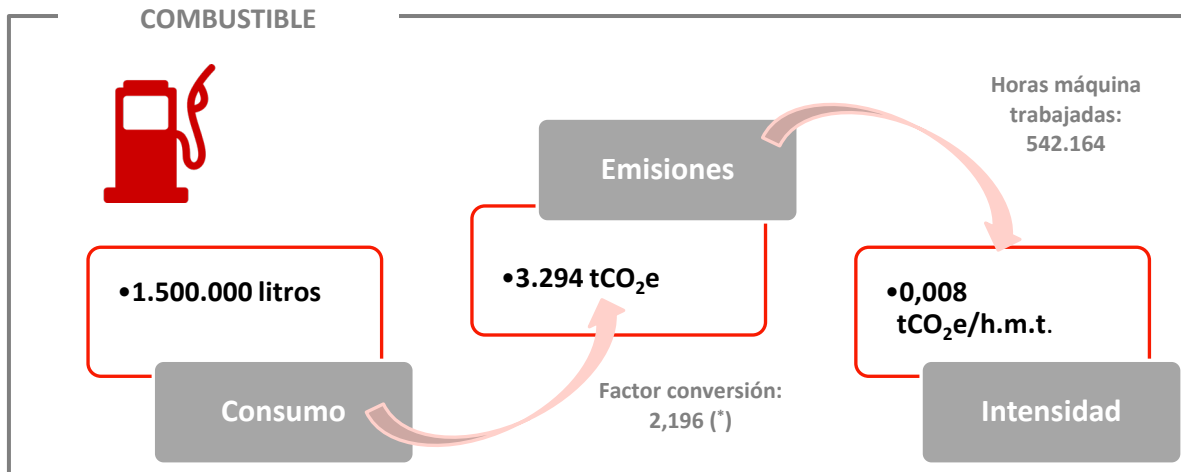 COMBUSTIBLE
Horas máquina
trabajadas:
542.164
Emisiones
•3.294 tCO₂e
•1.500.000 litros
•0,008
tCO₂e/h.m.t.
Factor conversión:
2,196 (*)
Consumo
Intensidad